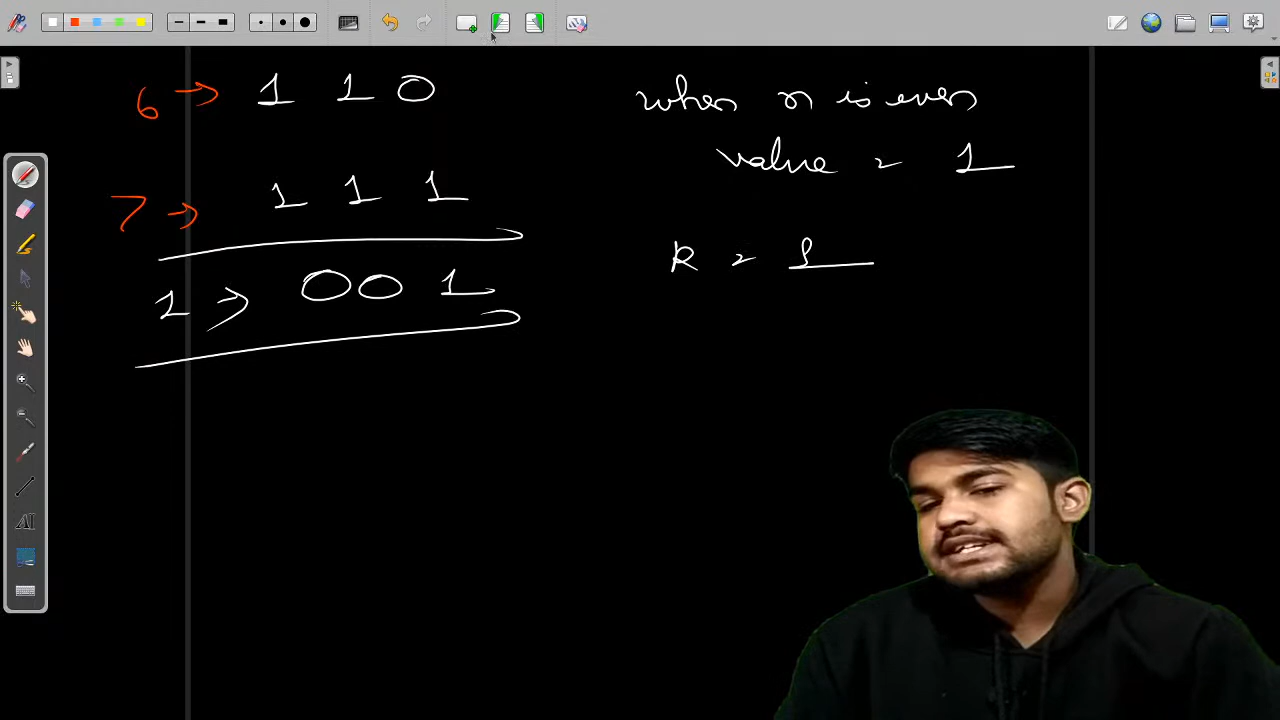 6 → 1 1 0
7 → 1 1 1
1 → 0 0 1
when n is even
value = 1
k = 1